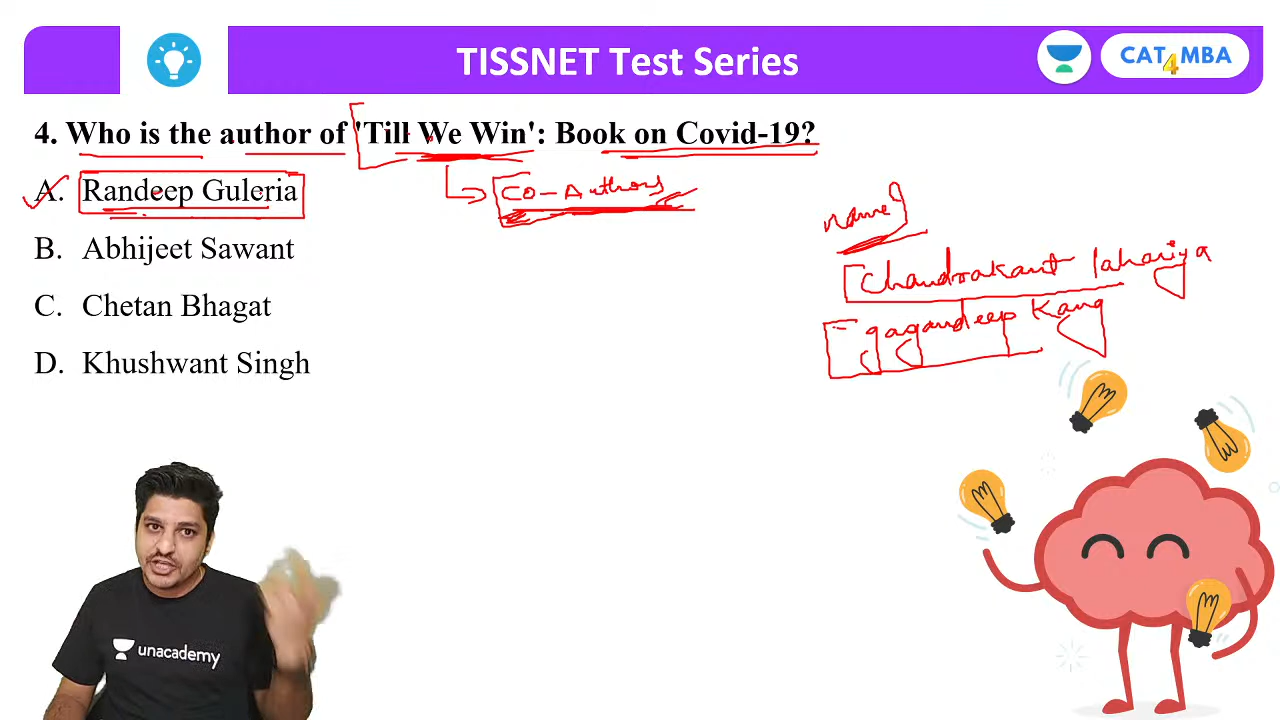 TISSNET Test Series
CAT4MBA
4. Who is the author of 'Till We Win': Book on Covid-19?
A. Randeep Guleria
Co-Authors
name
B. Abhijeet Sawant
Chandrakant lahariya
C. Chetan Bhagat
gagandeep Kang
D. Khushwant Singh
unacademy